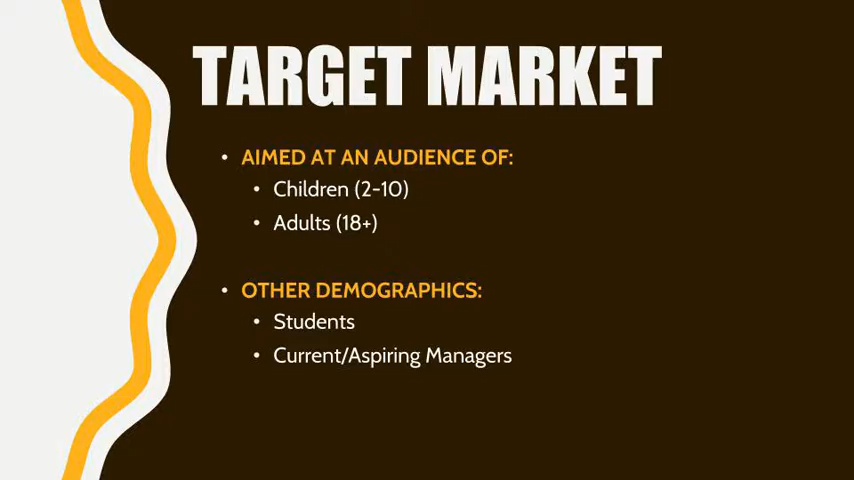 TARGET MARKET
• AIMED AT AN AUDIENCE OF:
• Children (2-10)
• Adults (18+)
• OTHER DEMOGRAPHICS:
• Students
• Current/Aspiring Managers